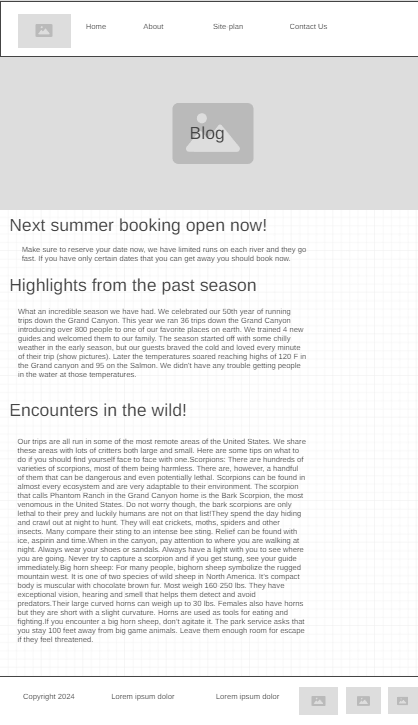 Home About Site plan Contact Us
Blog
Next summer booking open now!
Make sure to reserve your date now, we have limited runs on each river and they go
fast. If you have only certain dates that you can get away you should book now.
Highlights from the past season
What an incredible season we have had. We celebrated our 50th year of running
trips down the Grand Canyon. This year we ran 36 trips down the Grand Canyon
introducing over 800 people to one of our favorite places on earth. We trained 4 new
guides and welcomed them to our family. The season started off with some chilly
weather in the early season, but our guests braved the cold and loved every minute
of their trip (show pictures). Later the temperatures soared reaching highs of 120 F in
the Grand canyon and 95 on the Salmon. We didn't have any trouble getting people
in the water at those temperatures.
Encounters in the wild!
Our trips are all run in some of the most remote areas of the United States. We share
these areas with lots of critters both large and small. Here are some tips on what to
do if you should find yourself face to face with one.Scorpions: There are hundreds of
varieties of scorpions, most of them being harmless. There are, however, a handful
of them that can be dangerous and even potentially lethal. Scorpions can be found in
almost every ecosystem and are very adaptable to their environment. The scorpion
that calls Phantom Ranch in the Grand Canyon home is the Bark Scorpion, the most
venomous in the United States. Do not worry though, the bark scorpions are only
lethal to their prey and luckily humans are not on that list!They spend the day hiding
and crawl out at night to hunt. They will eat crickets, moths, spiders and other
insects. Many compare their sting to an intense bee sting. Relief can be found with
ice, aspirin and time.When in the canyon, pay attention to where you are walking at
night. Always wear your shoes or sandals. Always have a light with you to see where
you are going. Never try to capture a scorpion and if you get stung, see your guide
immediately.Big horn sheep: For many people, bighorn sheep symbolize the rugged
mountain west. It is one of two species of wild sheep in North America. It's compact
body is muscular with chocolate brown fur. Most weigh 160-250 lbs. They have
exceptional vision, hearing and smell that helps them detect and avoid
predators.Their large curved horns can weigh up to 30 lbs. Females also have horns
but they are short with a slight curvature. Horns are used as tools for eating and
fighting.If you encounter a big horn sheep, don't agitate it. The park service asks that
you stay 100 feet away from big game animals. Leave them enough room for escape
if they feel threatened.
Copyright 2024 Lorem ipsum dolor Lorem ipsum dolor